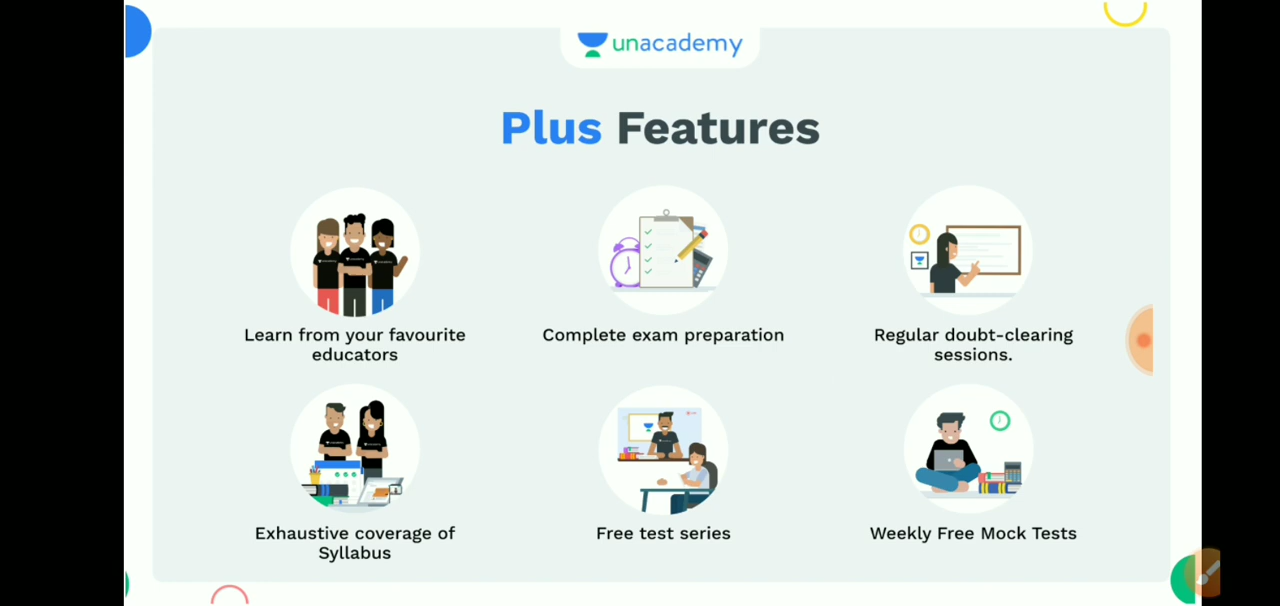 unacademy
Plus Features
Learn from your favourite
educators
Complete exam preparation
Regular doubt-clearing
sessions.
Exhaustive coverage of
Syllabus
Free test series
Weekly Free Mock Tests